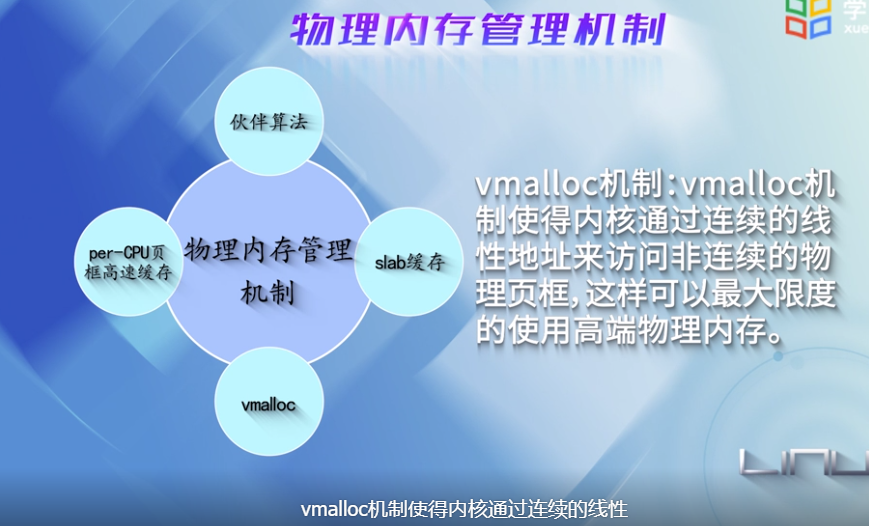 物理内存管理机制
学
xue
伙伴算法
per-CPU页
框高速缓存
物理内存管理
机制
slab缓存
vmalloc
vmalloc机制:vmalloc机
制使得内核通过连续的线
性地址来访问非连续的物
理页框,这样可以最大限度
的使用高端物理内存。
LINU
vmalloc机制使得内核通过连续的线性